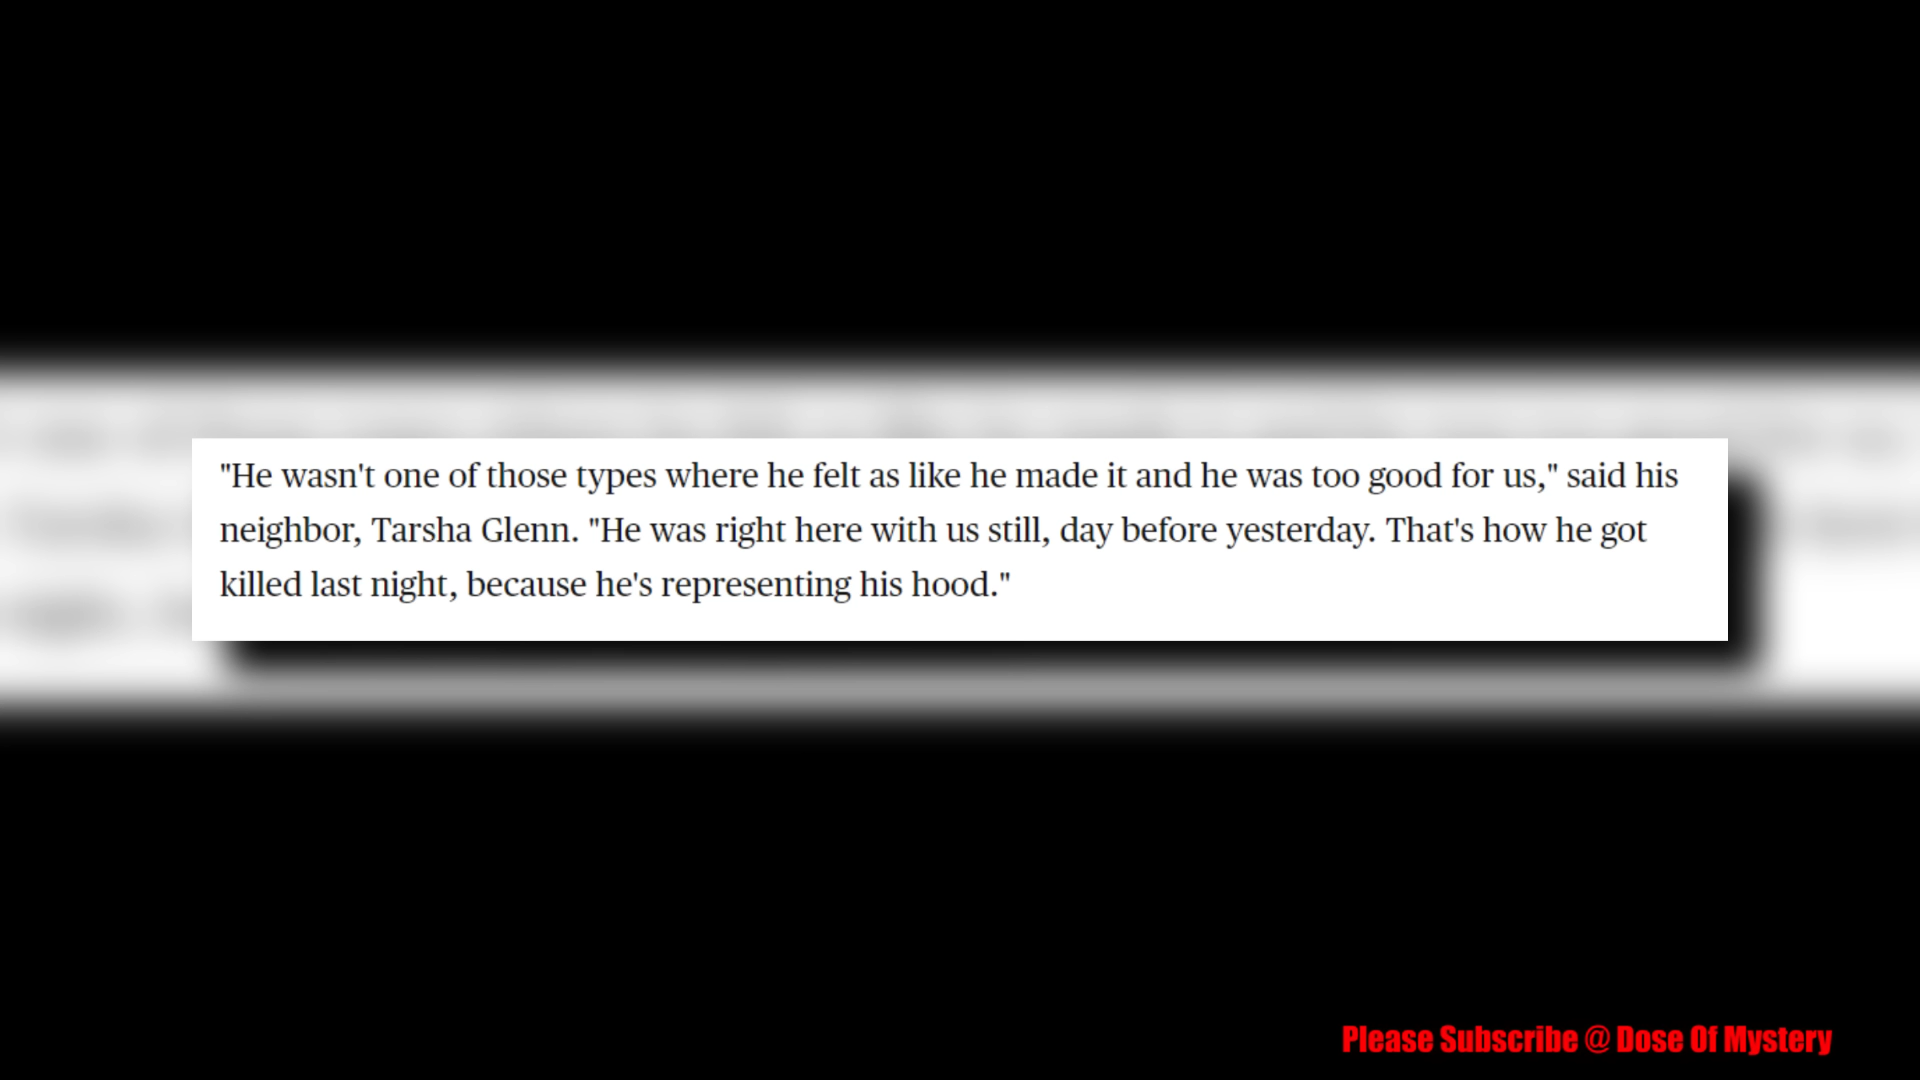 "He wasn't one of those types where he felt as like he made it and he was too good for us," said his
neighbor, Tarsha Glenn. "He was right here with us still, day before yesterday. That's how he got
killed last night, because he's representing his hood."
Please Subscribe @ Dose Of Mystery